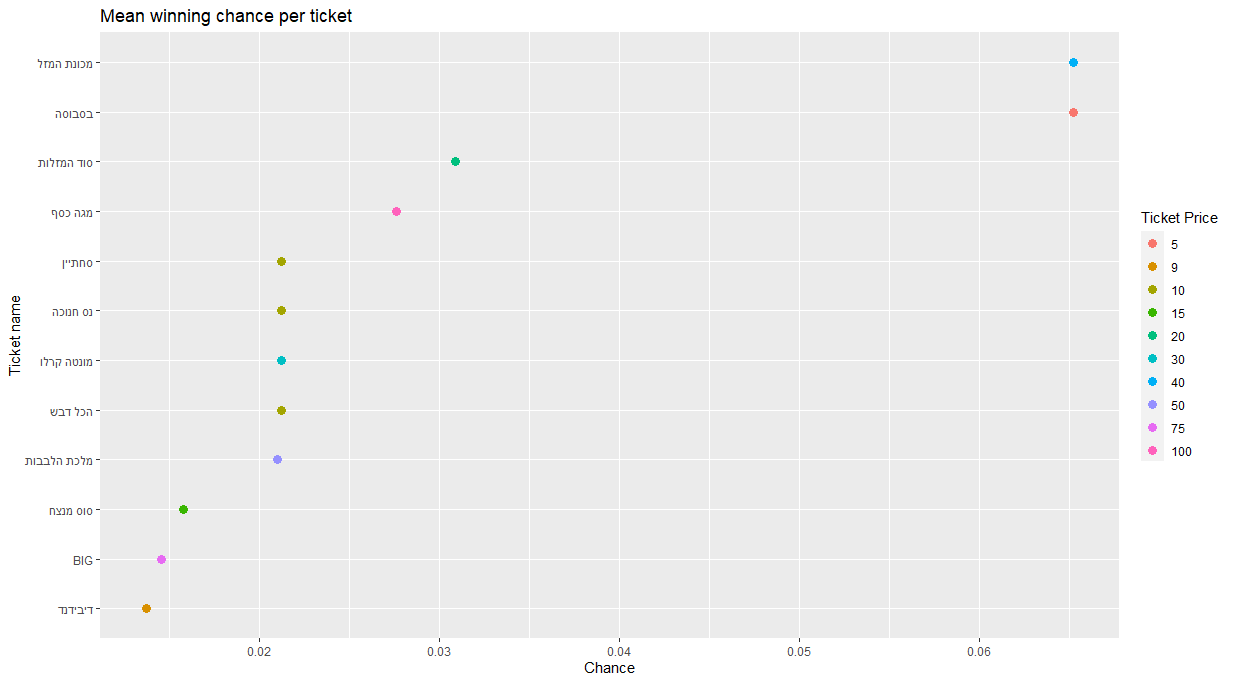 Mean winning chance per ticket
Ticket name
מכונת המזל
בסבוסה
סוד המזלות
מגה כסף
סחתיין
נס חנוכה
מונטה קרלו
הכל דבש
מלכת הלבבות
סוס מנצח
BIG
דיבידנד
0.02 0.03 0.04 0.05 0.06
Chance
Ticket Price
5
9
10
15
20
30
40
50
75
100